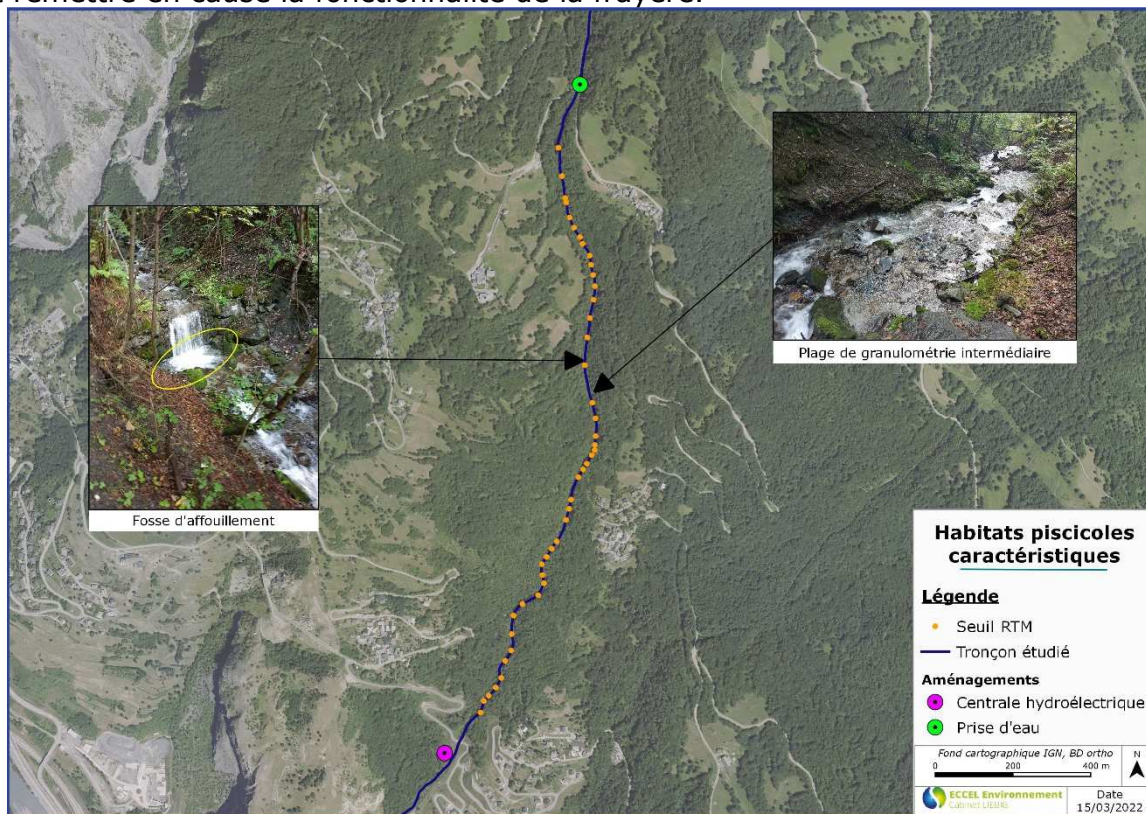 remettre en cause la fonctionnalité de la frayère.
Plage de granulométrie intermédiaire
Fosse d'affouillement
Habitats piscicoles
caractéristiques
Légende
Seuil RTM
Tronçon étudié
Aménagements
Centrale hydroélectrique
Prise d'eau
Fond cartographique IGN, BD ortho
0 200 400 m
N
ECCEL Environnement
Cabinet LIEBIG
Date
15/03/2022